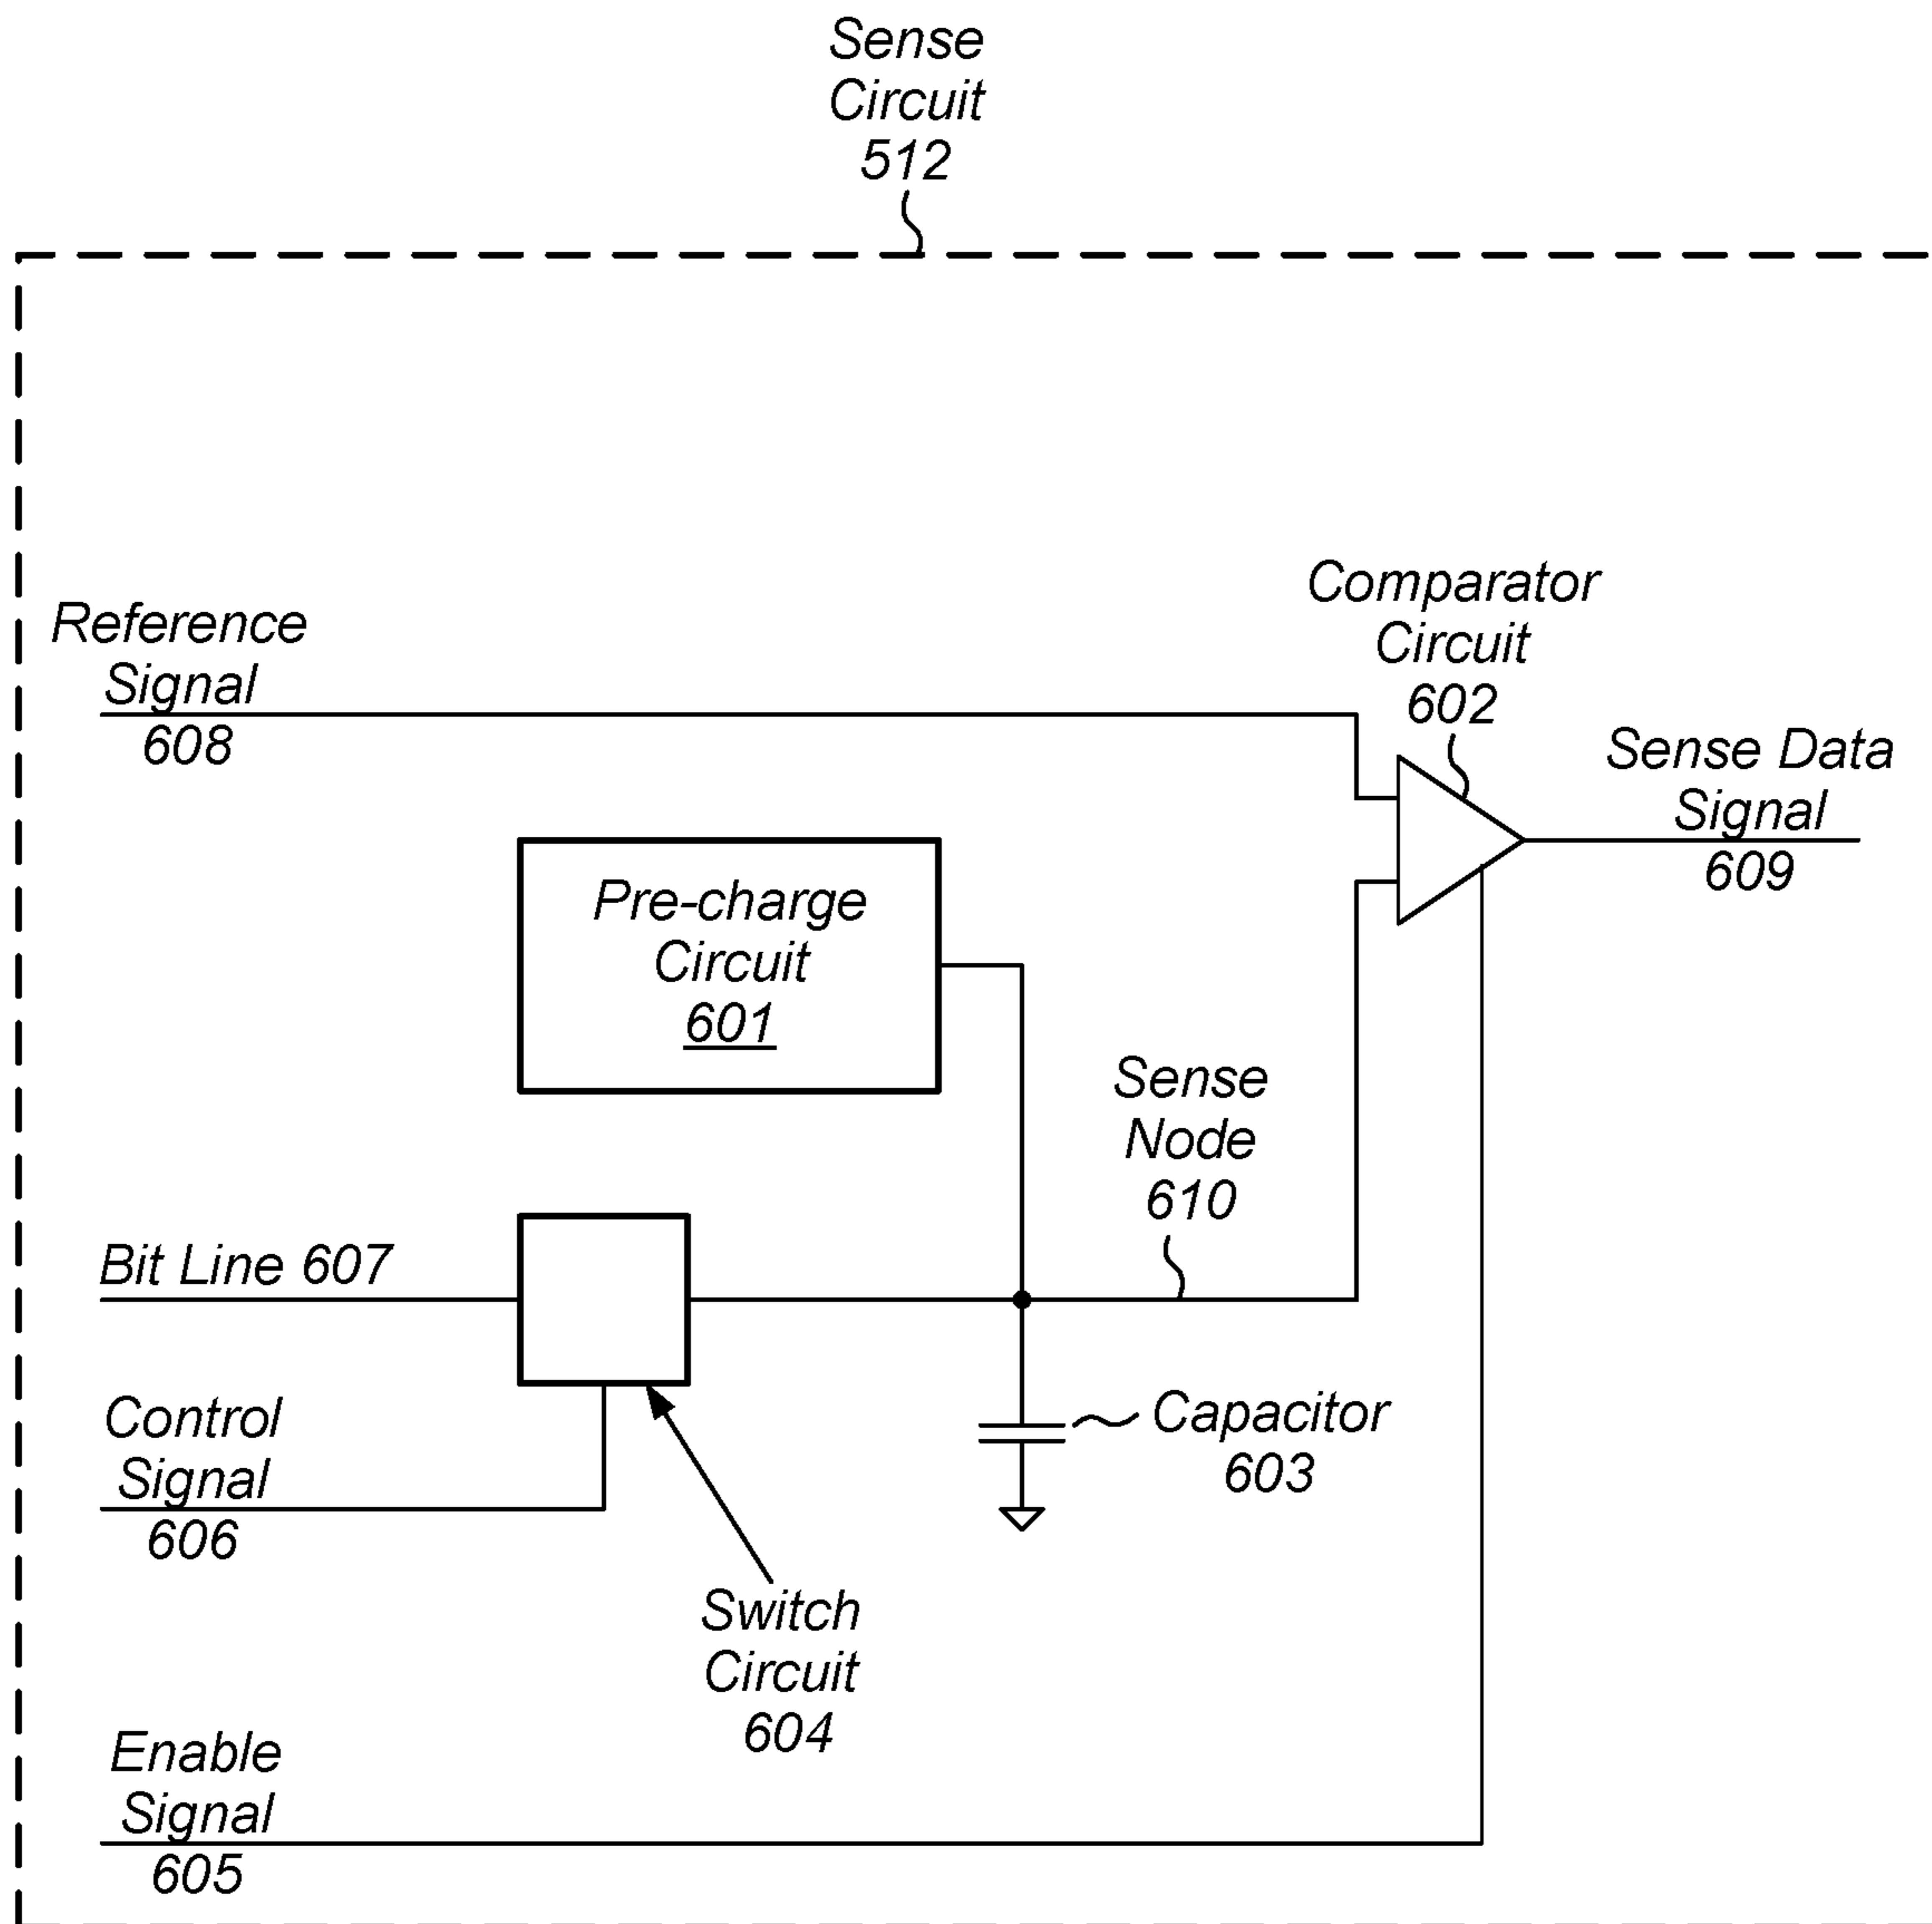 Sense
Circuit
512
Comparator
Circuit
602
Reference
Signal
608
Sense Data
Signal
609
Pre-charge
Circuit
601
Sense
Node
610
Bit Line 607
Control
Signal
606
Capacitor
603
Switch
Circuit
604
Enable
Signal
605